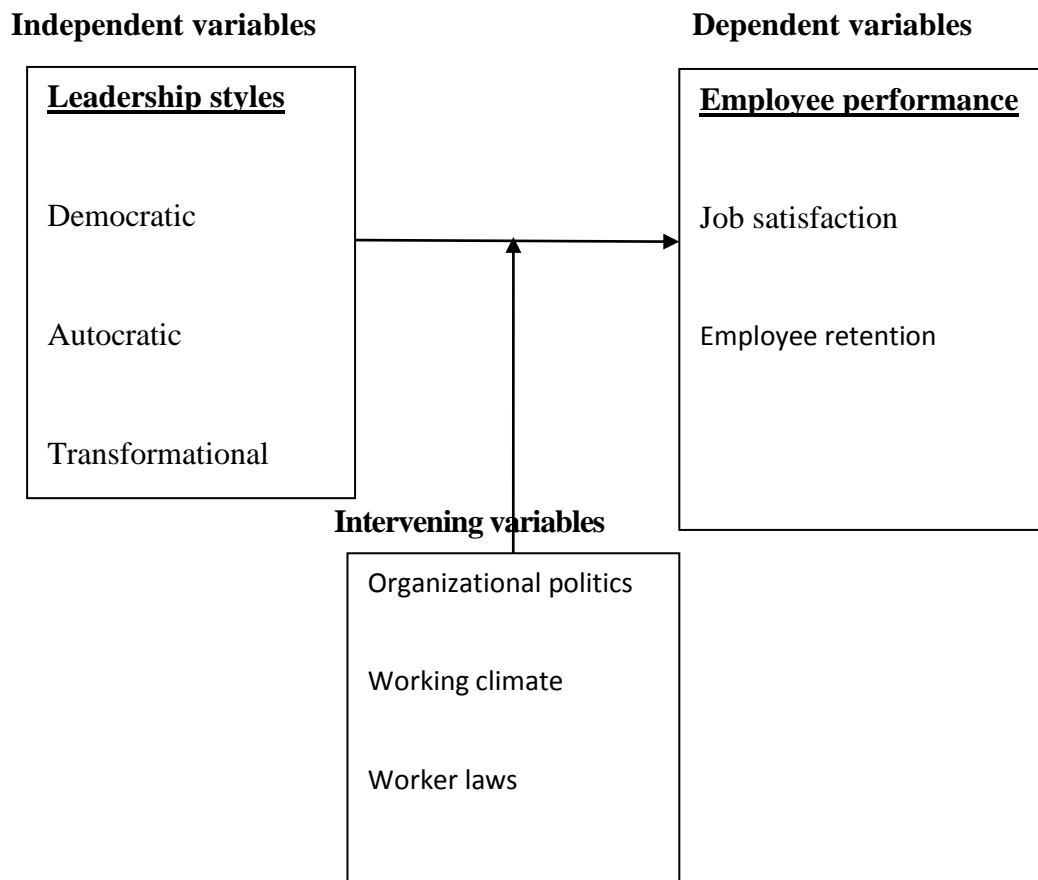 Independent variables
Dependent variables
Leadership styles
Democratic
Autocratic
Transformational
Employee performance
Job satisfaction
Employee retention
Intervening variables
Organizational politics
Working climate
Worker laws